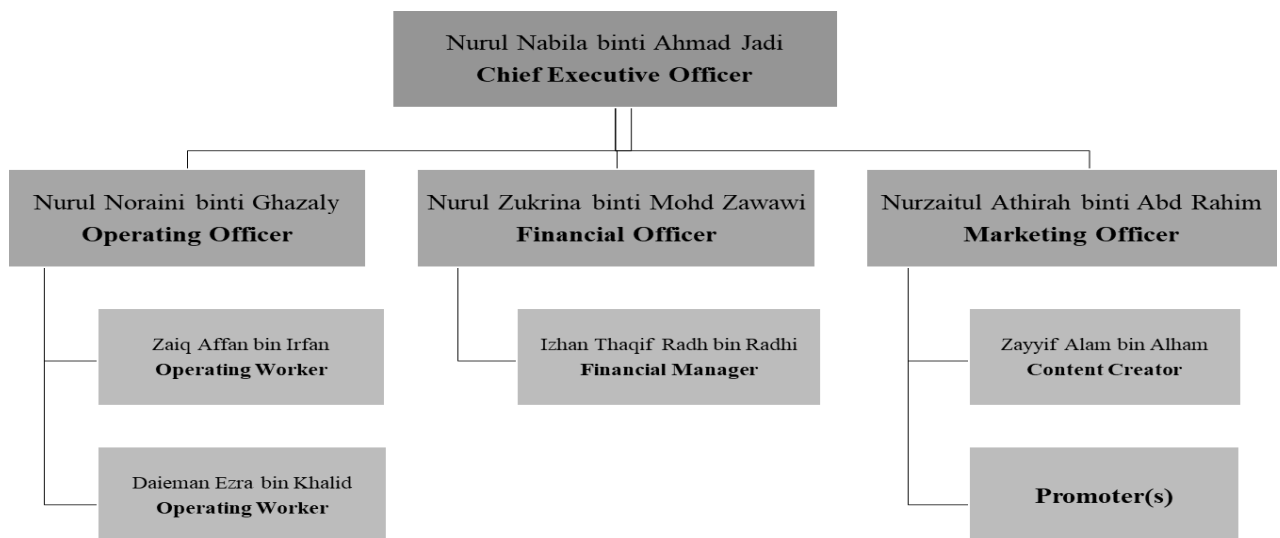 Nurul Nabila binti Ahmad Jadi
Chief Executive Officer
Nurul Noraini binti Ghazaly
Operating Officer
Nurul Zukrina binti Mohd Zawawi
Financial Officer
Nurzaitul Athirah binti Abd Rahim
Marketing Officer
Zaiq Affan bin Irfan
Operating Worker
Izhan Thaqif Radh bin Radhi
Financial Manager
Zayyif Alam bin Alham
Content Creator
Daieman Ezra bin Khalid
Operating Worker
Promoter(s)